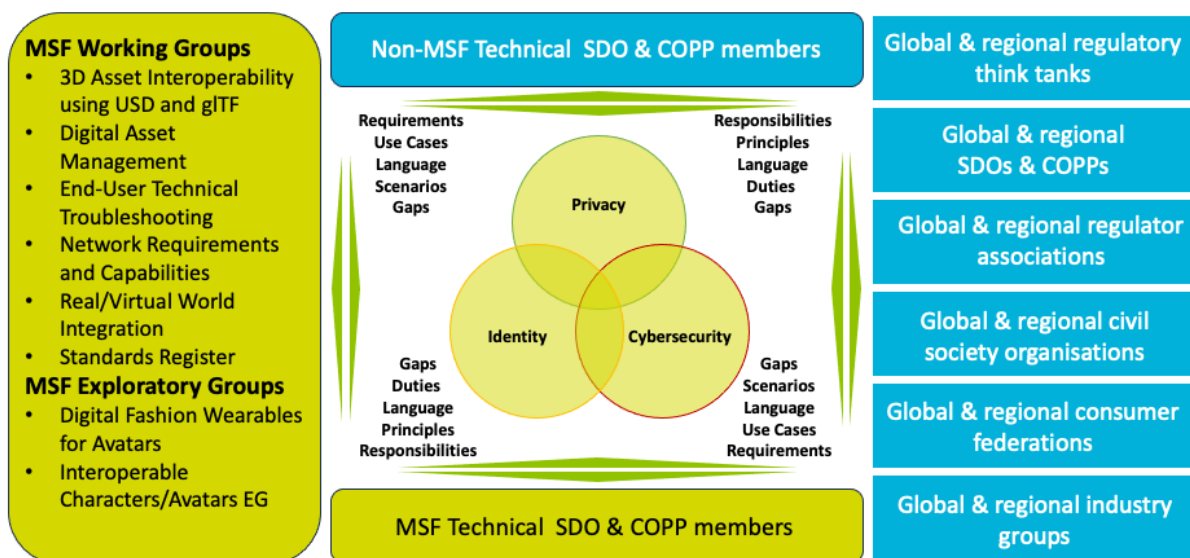 MSF Working Groups
• 3D Asset Interoperability
using USD and glTF
• Digital Asset
Management
• End-User Technical
Troubleshooting
• Network Requirements
and Capabilities
• Real/Virtual World
Integration
• Standards Register
MSF Exploratory Groups
• Digital Fashion Wearables
for Avatars
• Interoperable
Characters/Avatars EG
Non-MSF Technical SDO & COPP members
Requirements
Use Cases
Language
Scenarios
Gaps
Responsibilities
Principles
Language
Duties
Gaps
Privacy
Identity
Cybersecurity
Gaps
Duties
Language
Principles
Responsibilities
Gaps
Scenarios
Language
Use Cases
Requirements
MSF Technical SDO & COPP members
Global & regional regulatory
think tanks
Global & regional
SDOs & COPPs
Global & regional regulator
associations
Global & regional civil
society organisations
Global & regional consumer
federations
Global & regional industry
groups